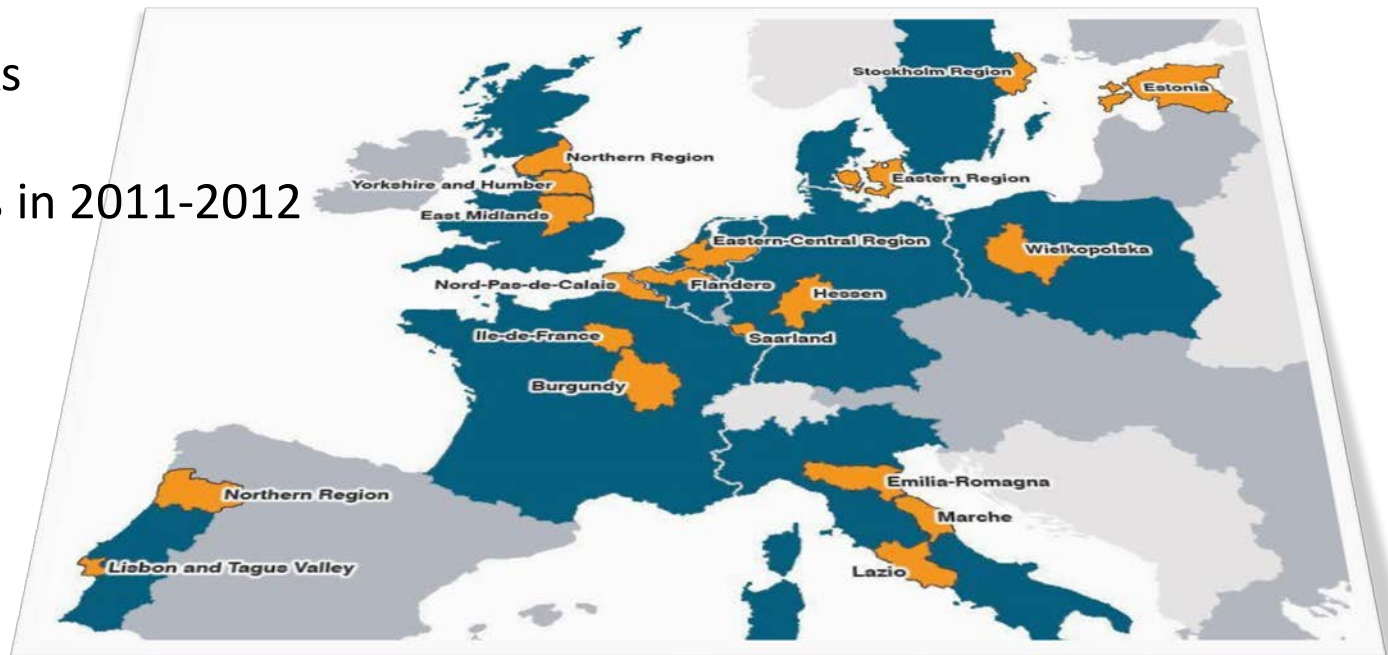 s
Stockholm Region
Estonia
Northern Region
Yorkshire and Humber
Eastern Region
s in 2011-2012
East Midlands
Eastern-Central Region
Wielkopolska
Nord-Pas-de-Calais
Flanders
Hessen
Ile-de-France
Saarland
Burgundy
Emilia-Romagna
Northern Region
Marche
Lisbon and Tagus Valley
Lazio